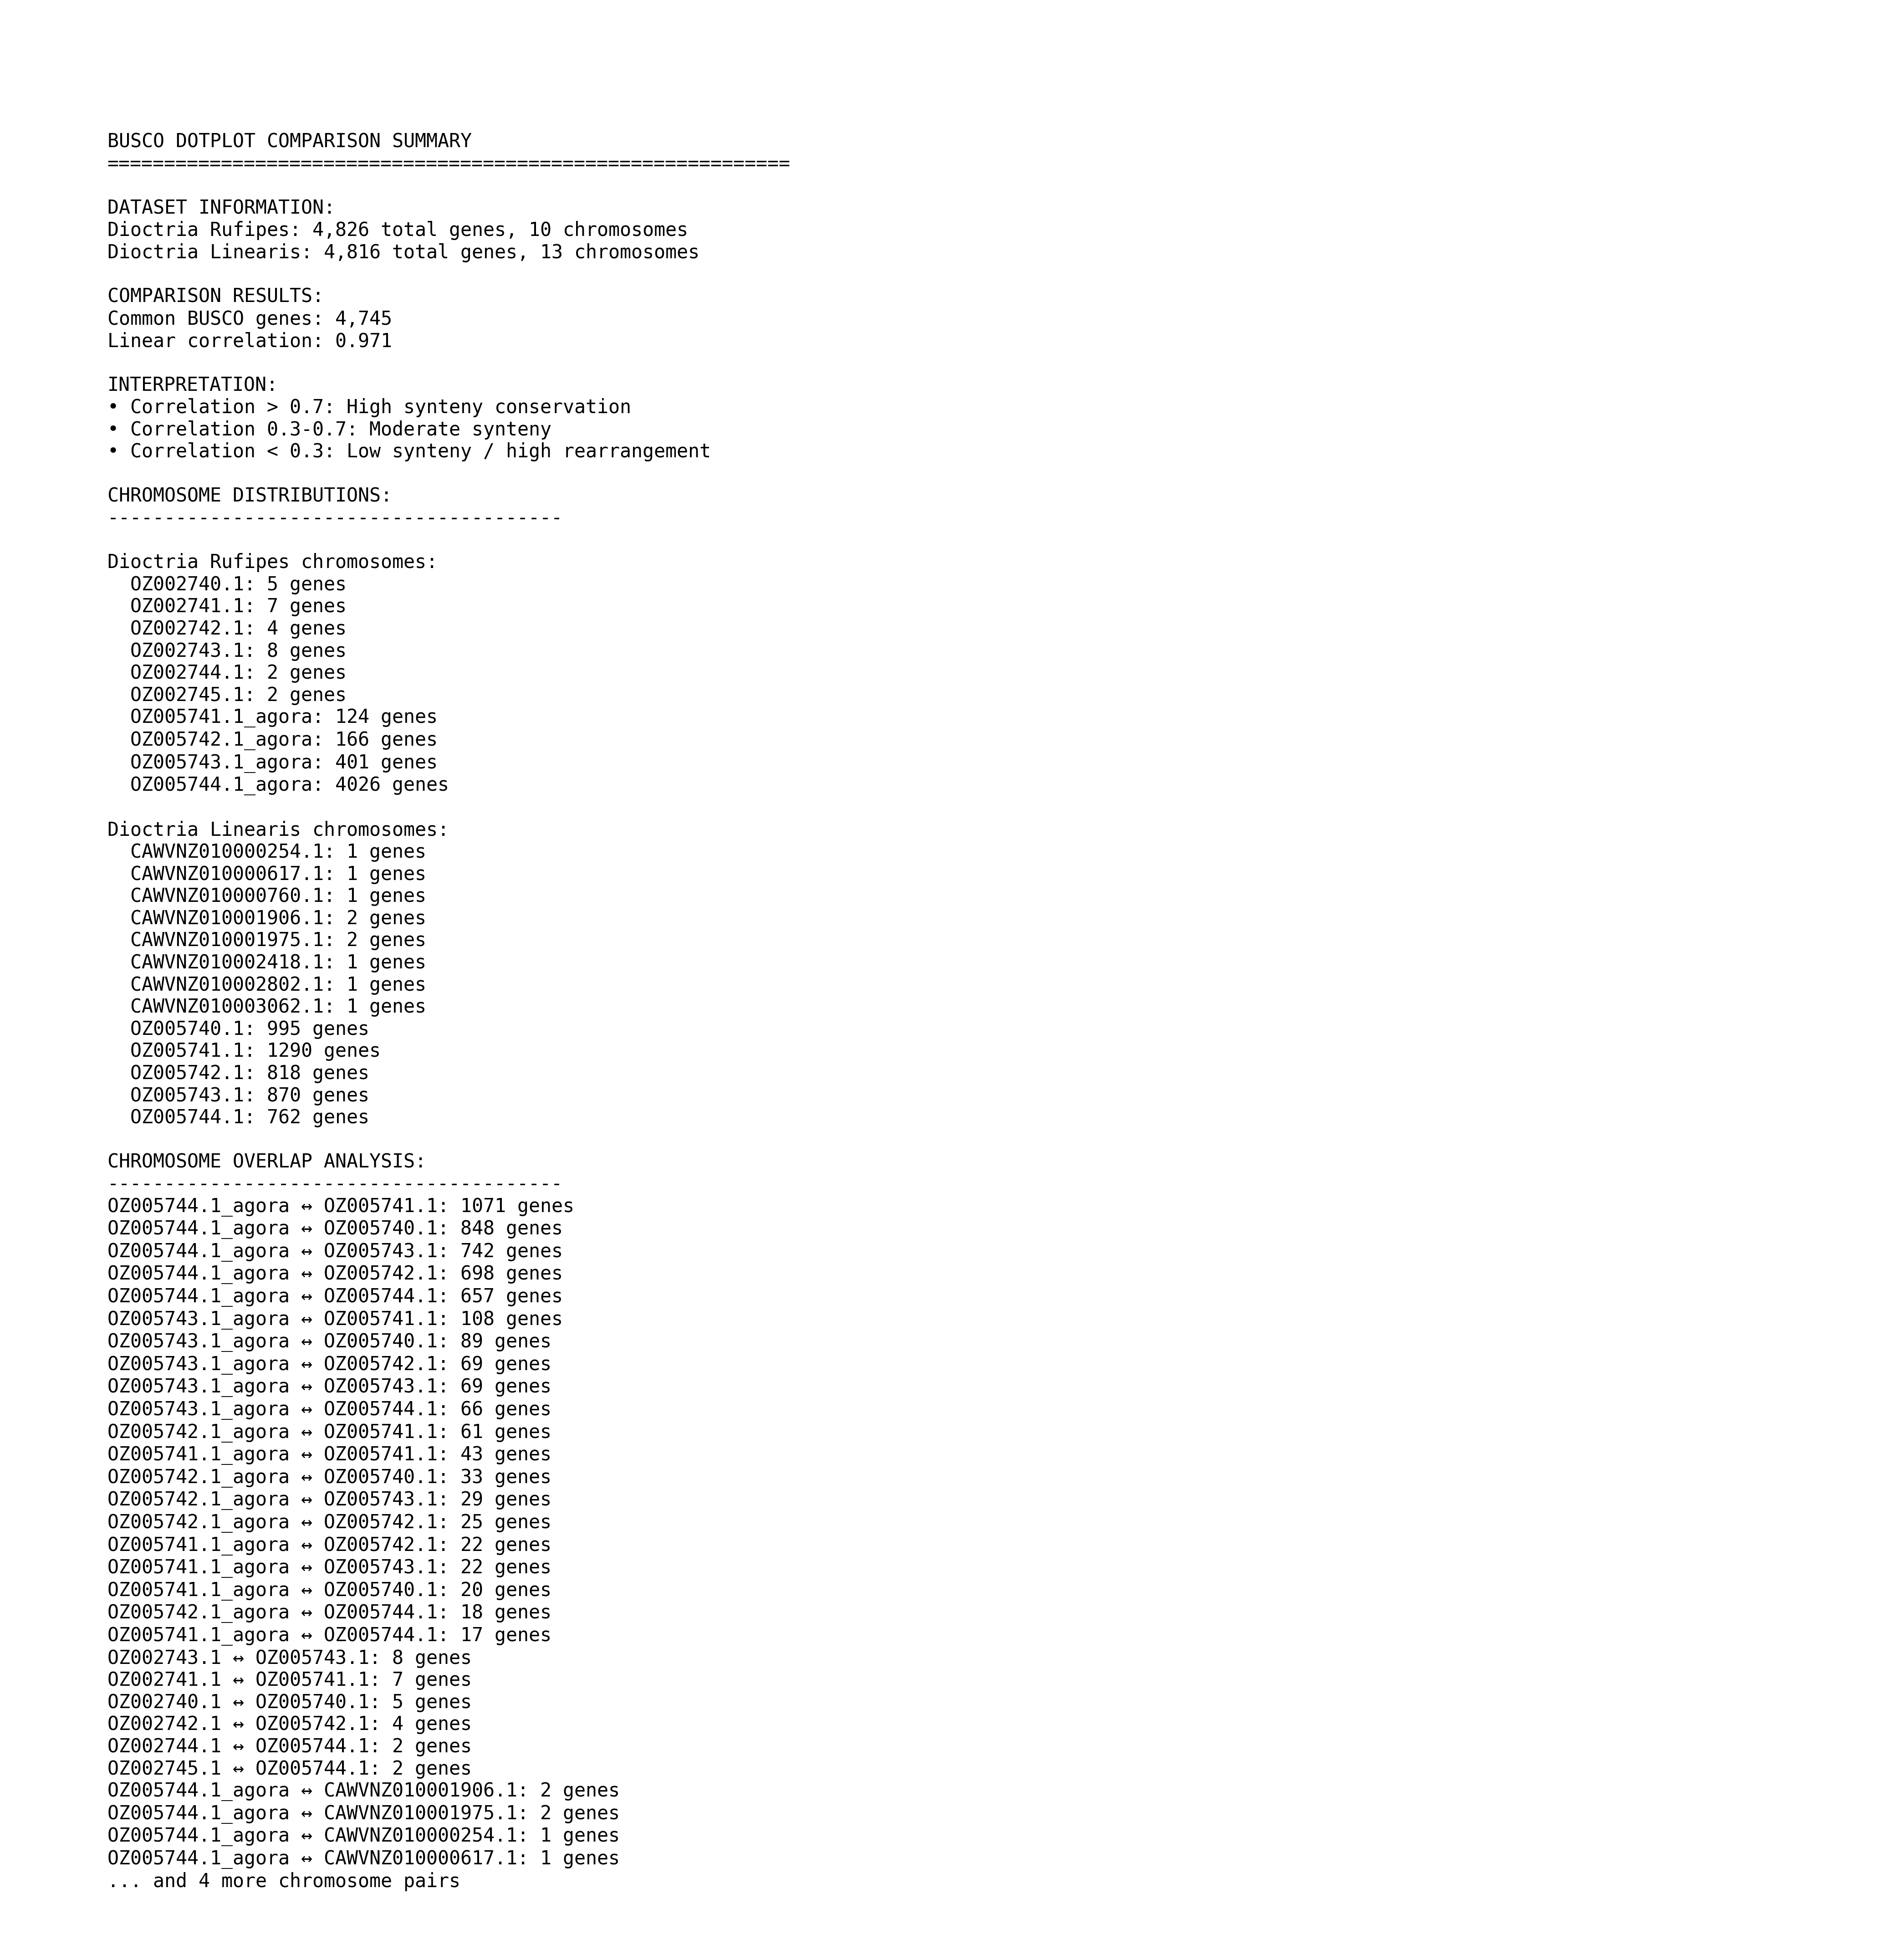 BUSCO DOTPLOT COMPARISON SUMMARY
============================================================
DATASET INFORMATION:
Dioctria Rufipes: 4,826 total genes, 10 chromosomes
Dioctria Linearis: 4,816 total genes, 13 chromosomes
COMPARISON RESULTS:
Common BUSCO genes: 4,745
Linear correlation: 0.971
INTERPRETATION:
• Correlation > 0.7: High synteny conservation
• Correlation 0.3-0.7: Moderate synteny
• Correlation < 0.3: Low synteny / high rearrangement
CHROMOSOME DISTRIBUTIONS:
----------------------------------------
Dioctria Rufipes chromosomes:
  OZ002740.1: 5 genes
  OZ002741.1: 7 genes
  OZ002742.1: 4 genes
  OZ002743.1: 8 genes
  OZ002744.1: 2 genes
  OZ002745.1: 2 genes
  OZ005741.1_agora: 124 genes
  OZ005742.1_agora: 166 genes
  OZ005743.1_agora: 401 genes
  OZ005744.1_agora: 4026 genes
Dioctria Linearis chromosomes:
  CAWVNZ010000254.1: 1 genes
  CAWVNZ010000617.1: 1 genes
  CAWVNZ010000760.1: 1 genes
  CAWVNZ010001906.1: 2 genes
  CAWVNZ010001975.1: 2 genes
  CAWVNZ010002418.1: 1 genes
  CAWVNZ010002802.1: 1 genes
  CAWVNZ010003062.1: 1 genes
  OZ005740.1: 995 genes
  OZ005741.1: 1290 genes
  OZ005742.1: 818 genes
  OZ005743.1: 870 genes
  OZ005744.1: 762 genes
CHROMOSOME OVERLAP ANALYSIS:
----------------------------------------
OZ005744.1_agora ↔ OZ005741.1: 1071 genes
OZ005744.1_agora ↔ OZ005740.1: 848 genes
OZ005744.1_agora ↔ OZ005743.1: 742 genes
OZ005744.1_agora ↔ OZ005742.1: 698 genes
OZ005744.1_agora ↔ OZ005744.1: 657 genes
OZ005743.1_agora ↔ OZ005741.1: 108 genes
OZ005743.1_agora ↔ OZ005740.1: 89 genes
OZ005743.1_agora ↔ OZ005742.1: 69 genes
OZ005743.1_agora ↔ OZ005743.1: 69 genes
OZ005743.1_agora ↔ OZ005744.1: 66 genes
OZ005742.1_agora ↔ OZ005741.1: 61 genes
OZ005741.1_agora ↔ OZ005741.1: 43 genes
OZ005742.1_agora ↔ OZ005740.1: 33 genes
OZ005742.1_agora ↔ OZ005743.1: 29 genes
OZ005742.1_agora ↔ OZ005742.1: 25 genes
OZ005741.1_agora ↔ OZ005742.1: 22 genes
OZ005741.1_agora ↔ OZ005743.1: 22 genes
OZ005741.1_agora ↔ OZ005740.1: 20 genes
OZ005742.1_agora ↔ OZ005744.1: 18 genes
OZ005741.1_agora ↔ OZ005744.1: 17 genes
OZ002743.1 ↔ OZ005743.1: 8 genes
OZ002741.1 ↔ OZ005741.1: 7 genes
OZ002740.1 ↔ OZ005740.1: 5 genes
OZ002742.1 ↔ OZ005742.1: 4 genes
OZ002744.1 ↔ OZ005744.1: 2 genes
OZ002745.1 ↔ OZ005744.1: 2 genes
OZ005744.1_agora ↔ CAWVNZ010001906.1: 2 genes
OZ005744.1_agora ↔ CAWVNZ010001975.1: 2 genes
OZ005744.1_agora ↔ CAWVNZ010000254.1: 1 genes
OZ005744.1_agora ↔ CAWVNZ010000617.1: 1 genes
... and 4 more chromosome pairs